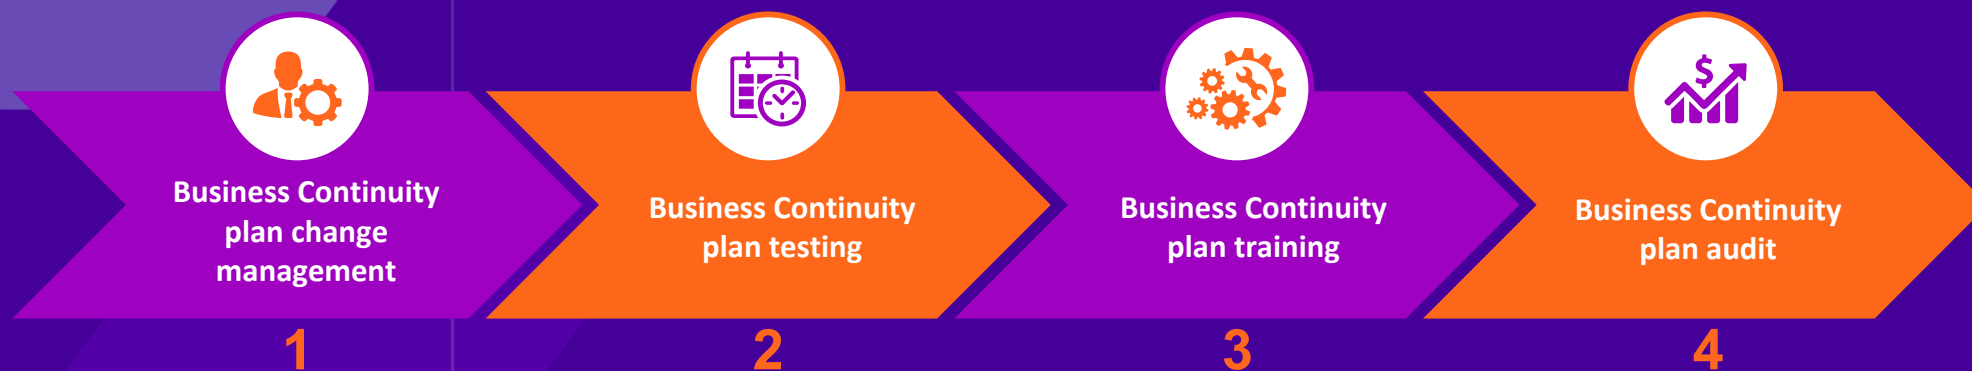 Business Continuity
plan change
management
1
Business Continuity
plan testing
2
Business Continuity
plan training
3
$
Business Continuity
plan audit
4